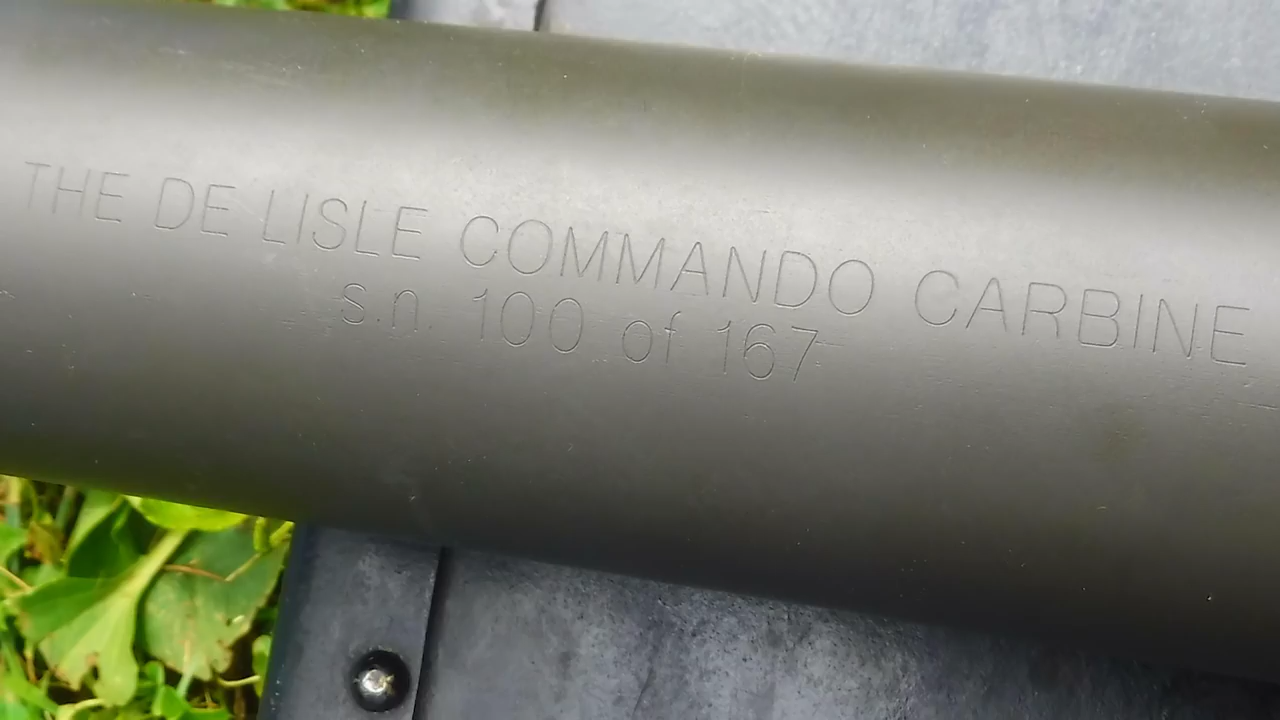 THE DE LISLE COMMANDO CARBINE
s.n. 100 of 167